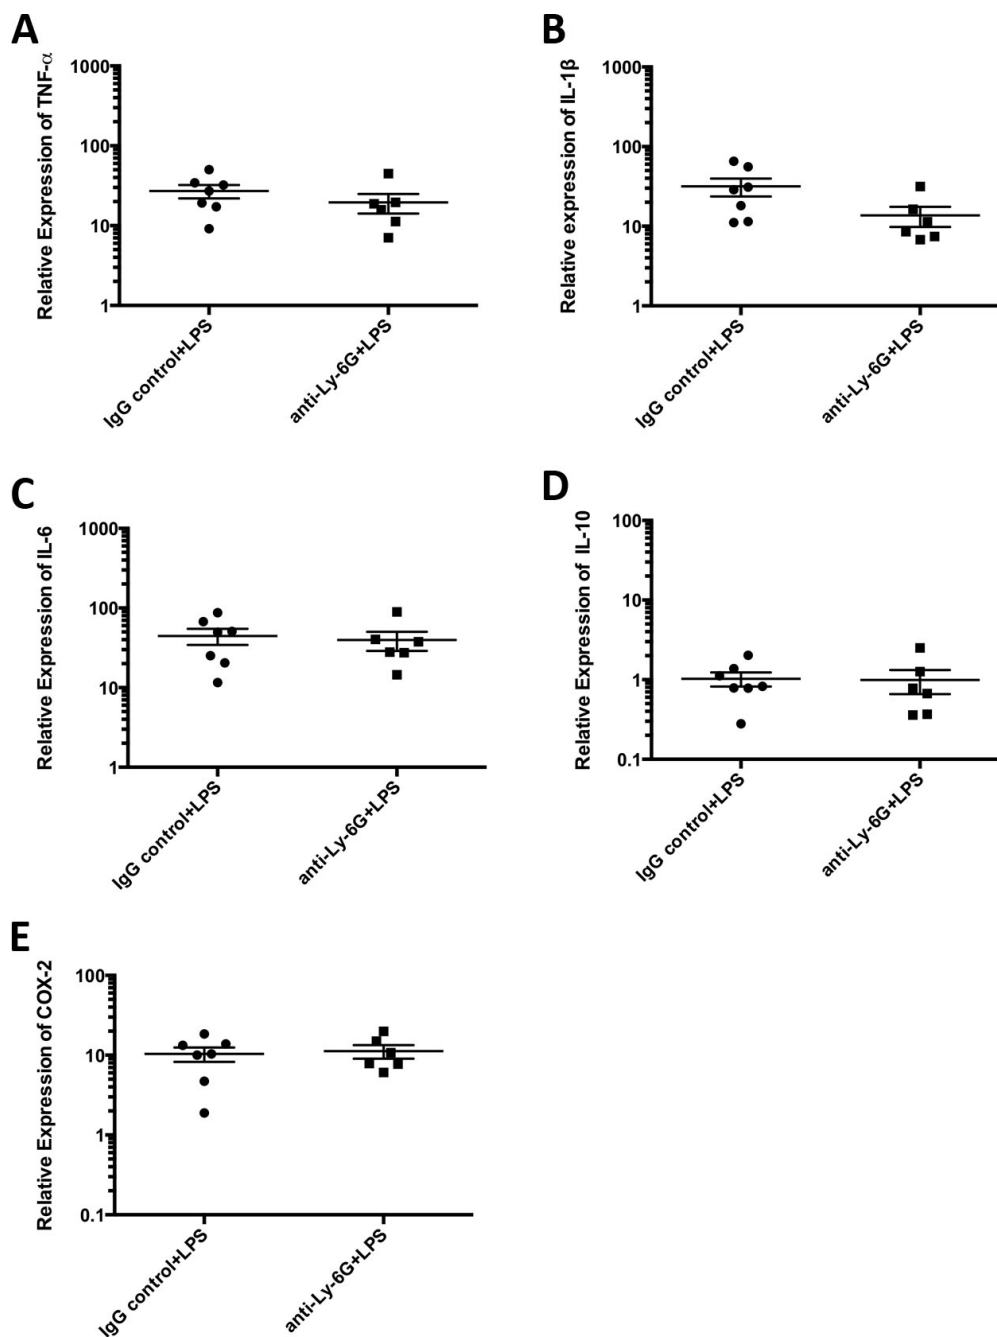 A
Relative Expression of TNF-α
1000
100
10
1
IgG control+LPS
anti-Ly-6G+LPS
B
Relative expression of IL-1β
1000
100
10
1
IgG control+LPS
anti-Ly-6G+LPS
C
Relative Expression of IL-6
1000
100
10
1
IgG control+LPS
anti-Ly-6G+LPS
D
Relative Expression of IL-10
100
10
1
0.1
IgG control+LPS
anti-Ly-6G+LPS
E
Relative Expression of COX-2
100
10
1
0.1
IgG control+LPS
anti-Ly-6G+LPS